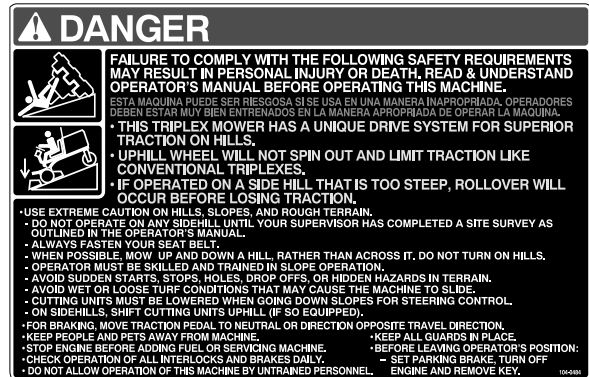 DANGER
FAILURE TO COMPLY WITH THE FOLLOWING SAFETY REQUIREMENTS
MAY RESULT IN PERSONAL INJURY OR DEATH. READ & UNDERSTAND
OPERATOR'S MANUAL BEFORE OPERATING THIS MACHINE.
ESTA MAQUINA PUEDE SER RIESGOSA SI SE USA EN UNA MANERA INAPROPRIADA. OPERADORES
DEBEN ESTAR MUY BIEN ENTRENADOS EN LA MANERA APROPRIADA DE OPERAR LA MAQUINA.
• THIS TRIPLEX MOWER HAS A UNIQUE DRIVE SYSTEM FOR SUPERIOR
TRACTION ON HILLS.
• UPHILL WHEEL WILL NOT SPIN OUT AND LIMIT TRACTION LIKE
CONVENTIONAL TRIPLEXES.
• IF OPERATED ON A SIDE HILL THAT IS TOO STEEP, ROLLOVER WILL
OCCUR BEFORE LOSING TRACTION.
• USE EXTREME CAUTION ON HILLS, SLOPES, AND ROUGH TERRAIN.
- DO NOT OPERATE ON ANY SIDEHILL UNTIL YOUR SUPERVISOR HAS COMPLETED A SITE SURVEY AS
OUTLINED IN THE OPERATOR'S MANUAL.
- ALWAYS FASTEN YOUR SEAT BELT.
- WHEN POSSIBLE, MOW UP AND DOWN A HILL, RATHER THAN ACROSS IT. DO NOT TURN ON HILLS.
- OPERATOR MUST BE SKILLED AND TRAINED IN SLOPE OPERATION.
- AVOID SUDDEN STARTS, STOPS, HOLES, DROP OFFS, OR HIDDEN HAZARDS IN TERRAIN.
- AVOID WET OR LOOSE TURF CONDITIONS THAT MAY CAUSE THE MACHINE TO SLIDE.
- CUTTING UNITS MUST BE LOWERED WHEN GOING DOWN SLOPES FOR STEERING CONTROL.
- ON SIDEHILLS, SHIFT CUTTING UNITS UPHILL (IF SO EQUIPPED).
• FOR BRAKING, MOVE TRACTION PEDAL TO NEUTRAL OR DIRECTION OPPOSITE TRAVEL DIRECTION.
• KEEP PEOPLE AND PETS AWAY FROM MACHINE.
• STOP ENGINE BEFORE ADDING FUEL OR SERVICING MACHINE.
• CHECK OPERATION OF ALL INTERLOCKS AND BRAKES DAILY.
• DO NOT ALLOW OPERATION OF THIS MACHINE BY UNTRAINED PERSONNEL.
• KEEP ALL GUARDS IN PLACE.
• BEFORE LEAVING OPERATOR'S POSITION:
– SET PARKING BRAKE, TURN OFF
ENGINE AND REMOVE KEY.
104-0484